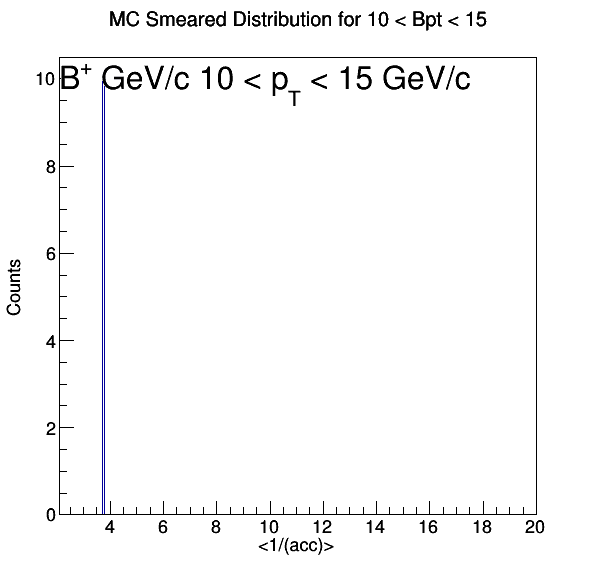 MC Smeared Distribution for 10 < Bpt < 15
B+ GeV/c 10 < pT < 15 GeV/c
10
8
6
4
2
0
Counts
4 6 8 10 12 14 16 18 20
<1/(acc)>